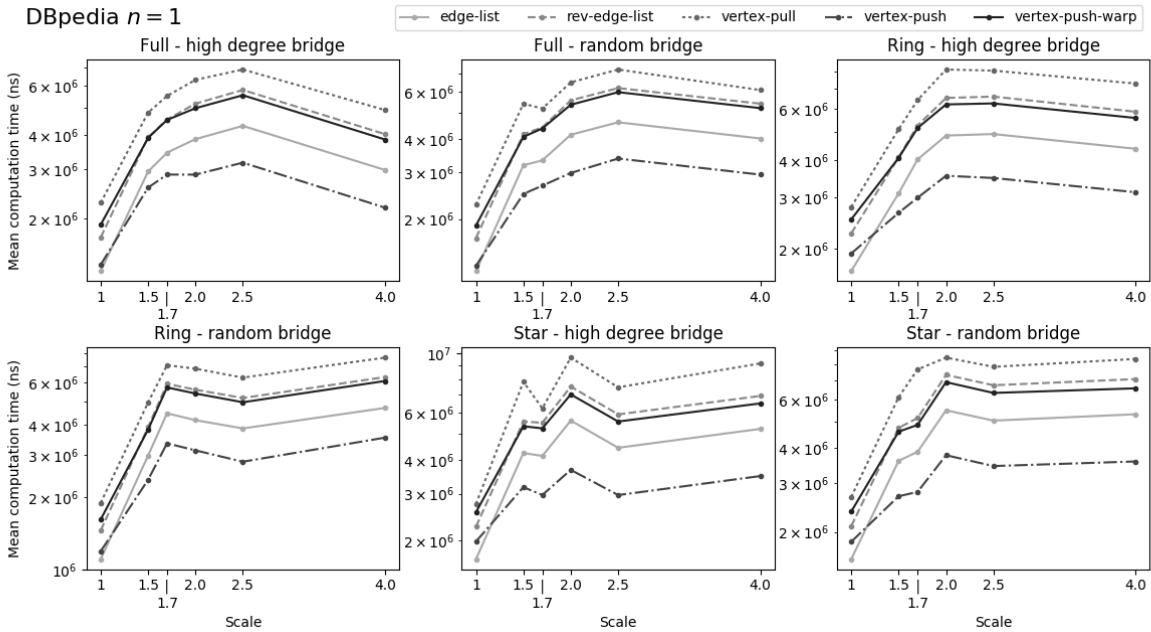 DBpedia n = 1
edge-list rev-edge-list vertex-pull vertex-push vertex-push-warp
Full - high degree bridge
Mean computation time (ns)
6 × 10⁶
4 × 10⁶
3 × 10⁶
2 × 10⁶
1 1.5 | 2.0 2.5 4.0
1.7
Full - random bridge
6 × 10⁶
4 × 10⁶
3 × 10⁶
2 × 10⁶
1 1.5 | 2.0 2.5 4.0
1.7
Ring - high degree bridge
6 × 10⁶
4 × 10⁶
3 × 10⁶
2 × 10⁶
1 1.5 | 2.0 2.5 4.0
1.7
Ring - random bridge
Mean computation time (ns)
6 × 10⁶
4 × 10⁶
3 × 10⁶
2 × 10⁶
10⁶
1 1.5 | 2.0 2.5 4.0
1.7
Scale
Star - high degree bridge
10⁷
6 × 10⁶
4 × 10⁶
3 × 10⁶
2 × 10⁶
1 1.5 | 2.0 2.5 4.0
1.7
Scale
Star - random bridge
6 × 10⁶
4 × 10⁶
3 × 10⁶
2 × 10⁶
1 1.5 | 2.0 2.5 4.0
1.7
Scale